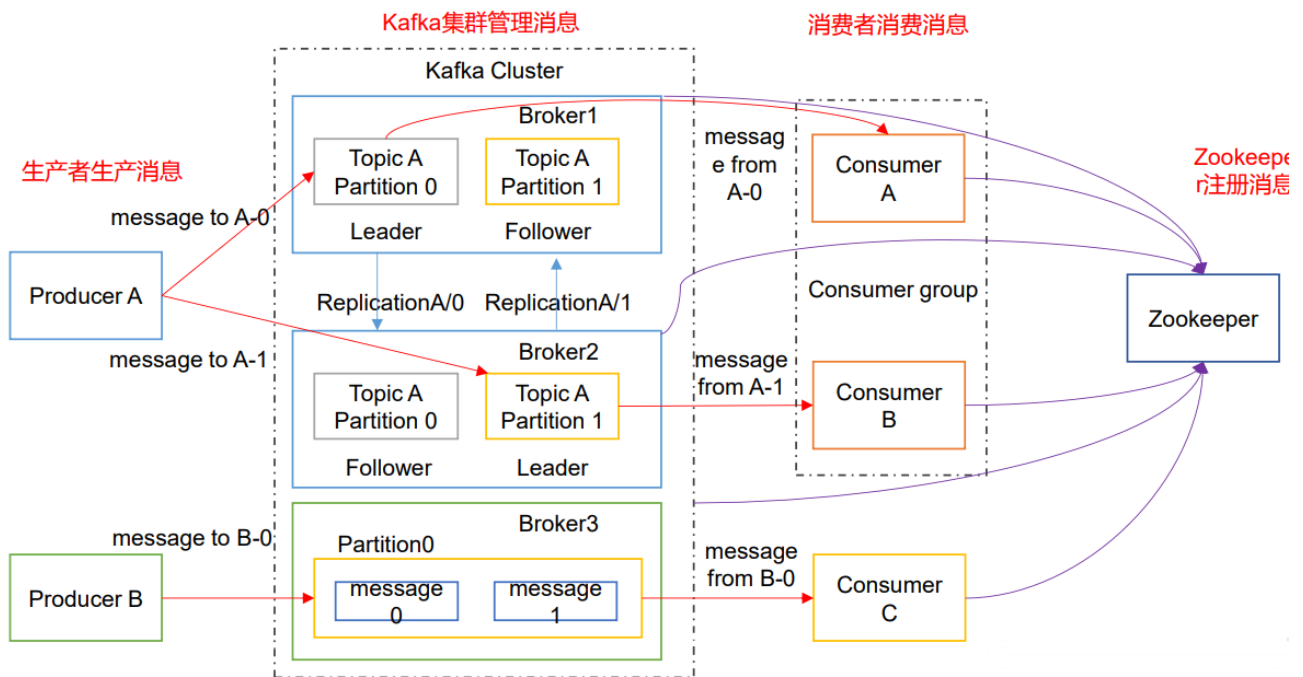 Kafka集群管理消息
消费者消费消息
Kafka Cluster
Broker1
Topic A
Partition 0
Topic A
Partition 1
Leader
Follower
messag
e from
A-0
Consumer
A
Zookeepe
r注册消息
生产者生产消息
message to A-0
Producer A
ReplicationA/0
ReplicationA/1
Consumer group
Zookeeper
message to A-1
Broker2
Topic A
Partition 0
Topic A
Partition 1
Follower
Leader
message
from A-1
Consumer
B
message to B-0
Broker3
Partition0
message
0
message
1
message
from B-0
Producer B
Consumer
C